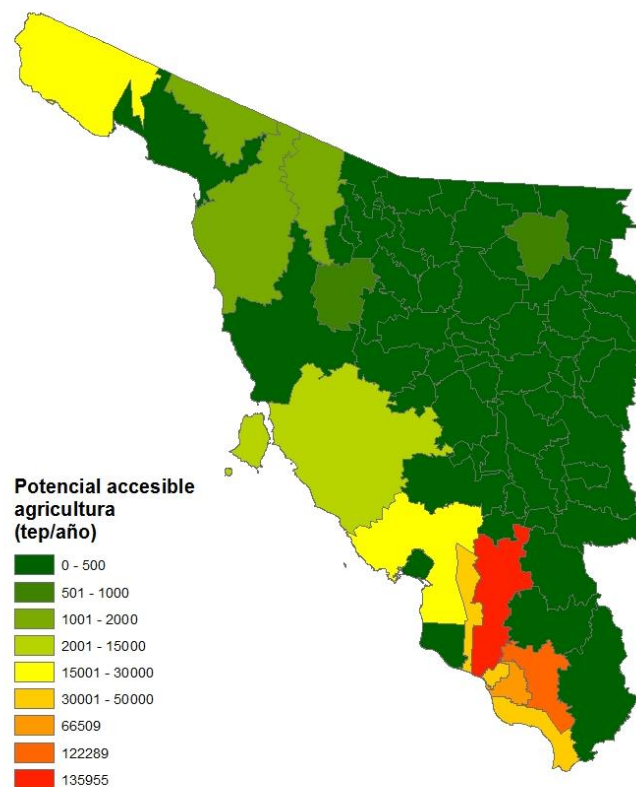 Potencial accesible
agricultura
(tep/año)
0 - 500
501 - 1000
1001 - 2000
2001 - 15000
15001 - 30000
30001 - 50000
66509
122289
135955